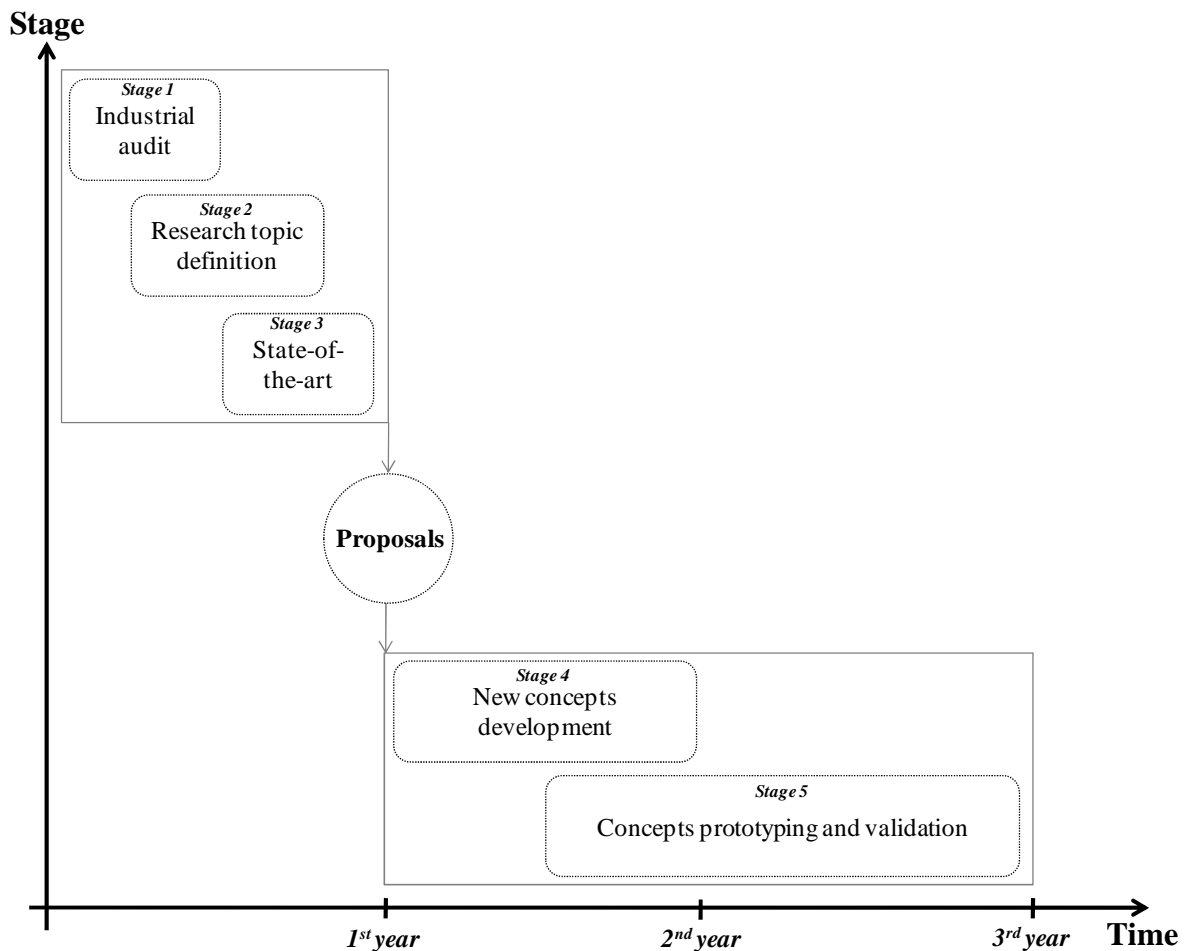 Stage
Stage 1
Industrial
audit
Stage 2
Research topic
definition
Stage 3
State-of-
the-art
Proposals
Stage 4
New concepts
development
Stage 5
Concepts prototyping and validation
1st year
2nd year
3rd year
Time